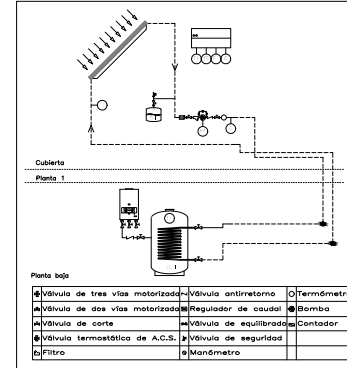 Cubierta
Planta 1
Planta baja
Válvula de tres vías motorizada
Válvula antirretorno
Termómetro
Válvula de dos vías motorizada
Regulador de caudal
Bomba
Válvula de corte
Válvula de equilibrado
Contador
Válvula termostática de A.C.S.
Válvula de seguridad
Filtro
Manómetro